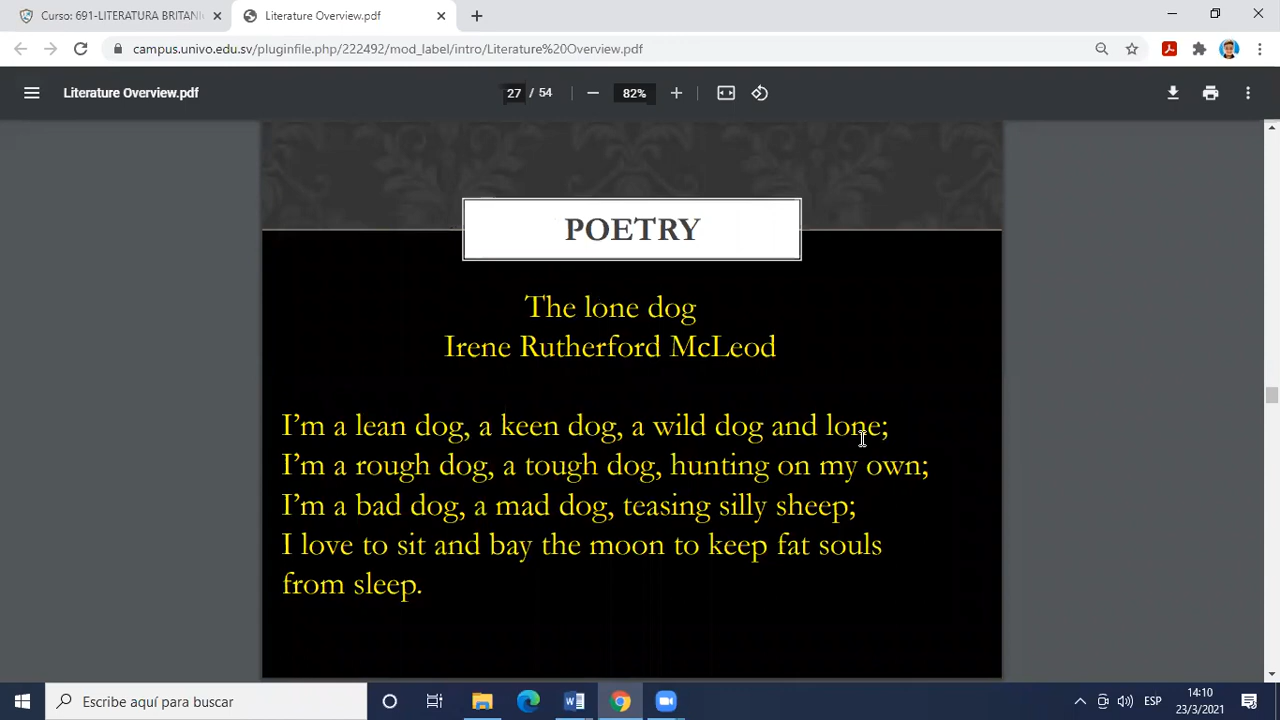 Curso: 691-LITERATURA BRITANI
Literature Overview.pdf
campus.univo.edu.sv/pluginfile.php/222492/mod_label/intro/Literature%20Overview.pdf
Literature Overview.pdf
27 / 54
82%
POETRY
The lone dog
Irene Rutherford McLeod
I’m a lean dog, a keen dog, a wild dog and lone;
I’m a rough dog, a tough dog, hunting on my own;
I’m a bad dog, a mad dog, teasing silly sheep;
I love to sit and bay the moon to keep fat souls
from sleep.
Escribe aquí para buscar
ESP
14:10
23/3/2021